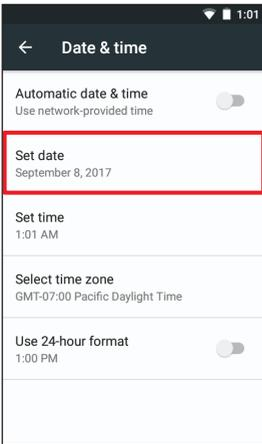 1:01
Date & time
Automatic date & time
Use network-provided time
Set date
September 8, 2017
Set time
1:01 AM
Select time zone
GMT-07:00 Pacific Daylight Time
Use 24-hour format
1:00 PM